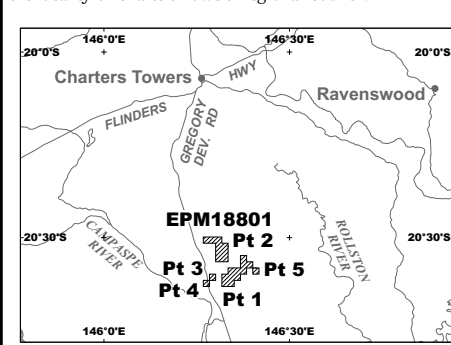 146°0'E 146°30'E
20°0'S 20°0'S
Charters Towers
HWY
FLINDERS
GREGORY
DEV. RD
Ravenswood
CAMPASPE
RIVER
ROLLSTON
RIVER
EPM18801
20°30'S Pt 2 20°30'S
Pt 3 Pt 5
Pt 4 Pt 1
146°0'E 146°30'E